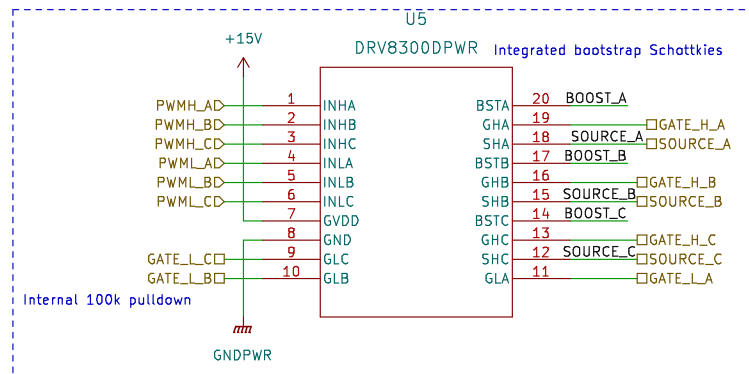 U5
+15V
DRV8300DPWR
Integrated bootstrap Schottkies
PWMH_A 1 INHA BSTA 20 BOOST_A
PWMH_B 2 INHB GHA 19 GATE_H_A
PWMH_C 3 INHC SHA 18 SOURCE_A SOURCE_A
PWML_A 4 INLA BSTB 17 BOOST_B
PWML_B 5 INLB GHB 16 GATE_H_B
PWML_C 6 INLC SHB 15 SOURCE_B SOURCE_B
7 GVDD BSTC 14 BOOST_C
8 GND GHC 13 GATE_H_C
GATE_L_C 9 GLC SHC 12 SOURCE_C SOURCE_C
GATE_L_B 10 GLB GLA 11 GATE_L_A
Internal 100k pulldown
GNDPWR